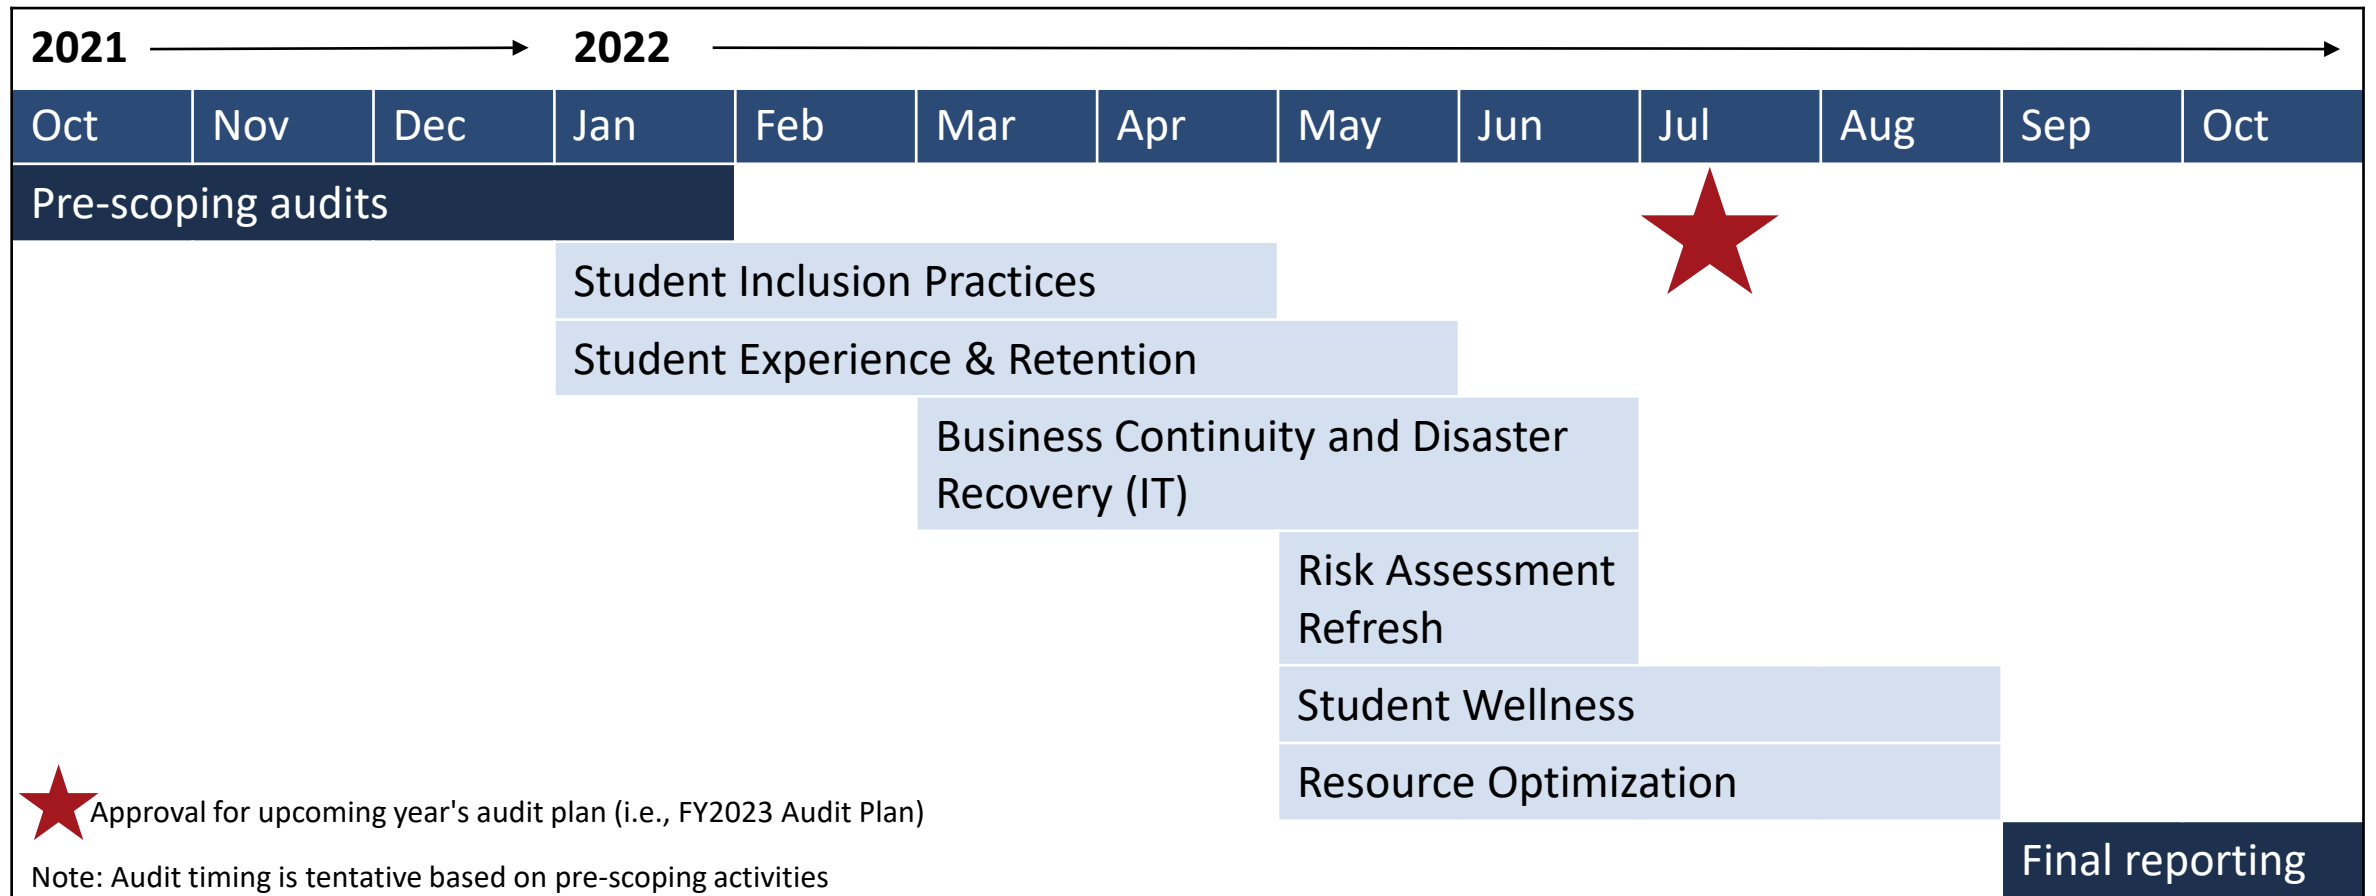 2021 2022
Oct Nov Dec Jan Feb Mar Apr May Jun Jul Aug Sep Oct
Pre-scoping audits
Student Inclusion Practices
Student Experience & Retention
Business Continuity and Disaster
Recovery (IT)
Risk Assessment
Refresh
Student Wellness
Resource Optimization
Approval for upcoming year's audit plan (i.e., FY2023 Audit Plan)
Final reporting
Note: Audit timing is tentative based on pre-scoping activities